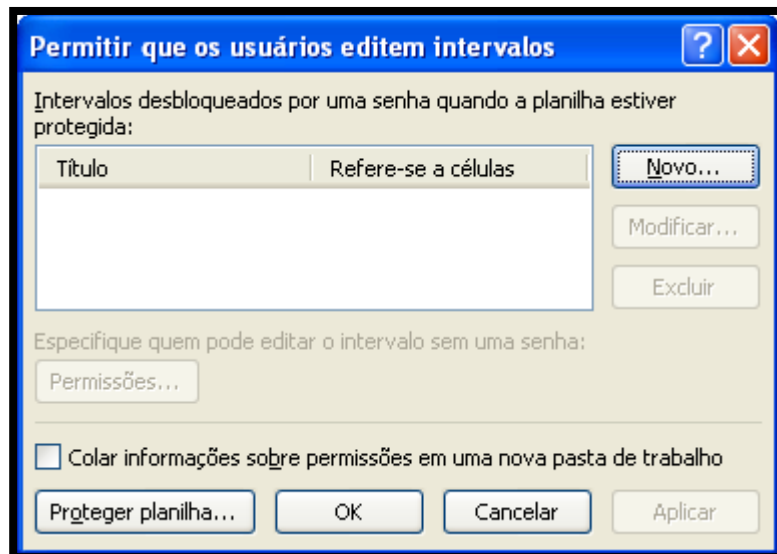 Permitir que os usuários editem intervalos
Intervalos desbloqueados por uma senha quando a planilha estiver
protegida:
Título Refere-se a células
Novo...
Modificar...
Excluir
Especifique quem pode editar o intervalo sem uma senha:
Permissões...
Colar informações sobre permissões em uma nova pasta de trabalho
Proteger planilha... OK Cancelar Aplicar